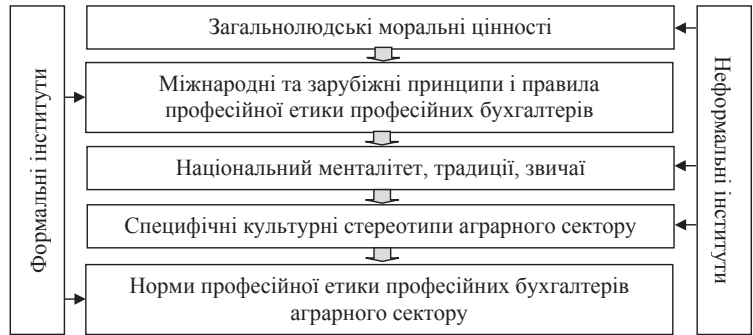 Формальні інститути
Загальнолюдські моральні цінності
Міжнародні та зарубіжні принципи і правила
професійної етики професійних бухгалтерів
Національний менталітет, традиції, звичаї
Специфічні культурні стереотипи аграрного сектору
Норми професійної етики професійних бухгалтерів
аграрного сектору
Неформальні інститути